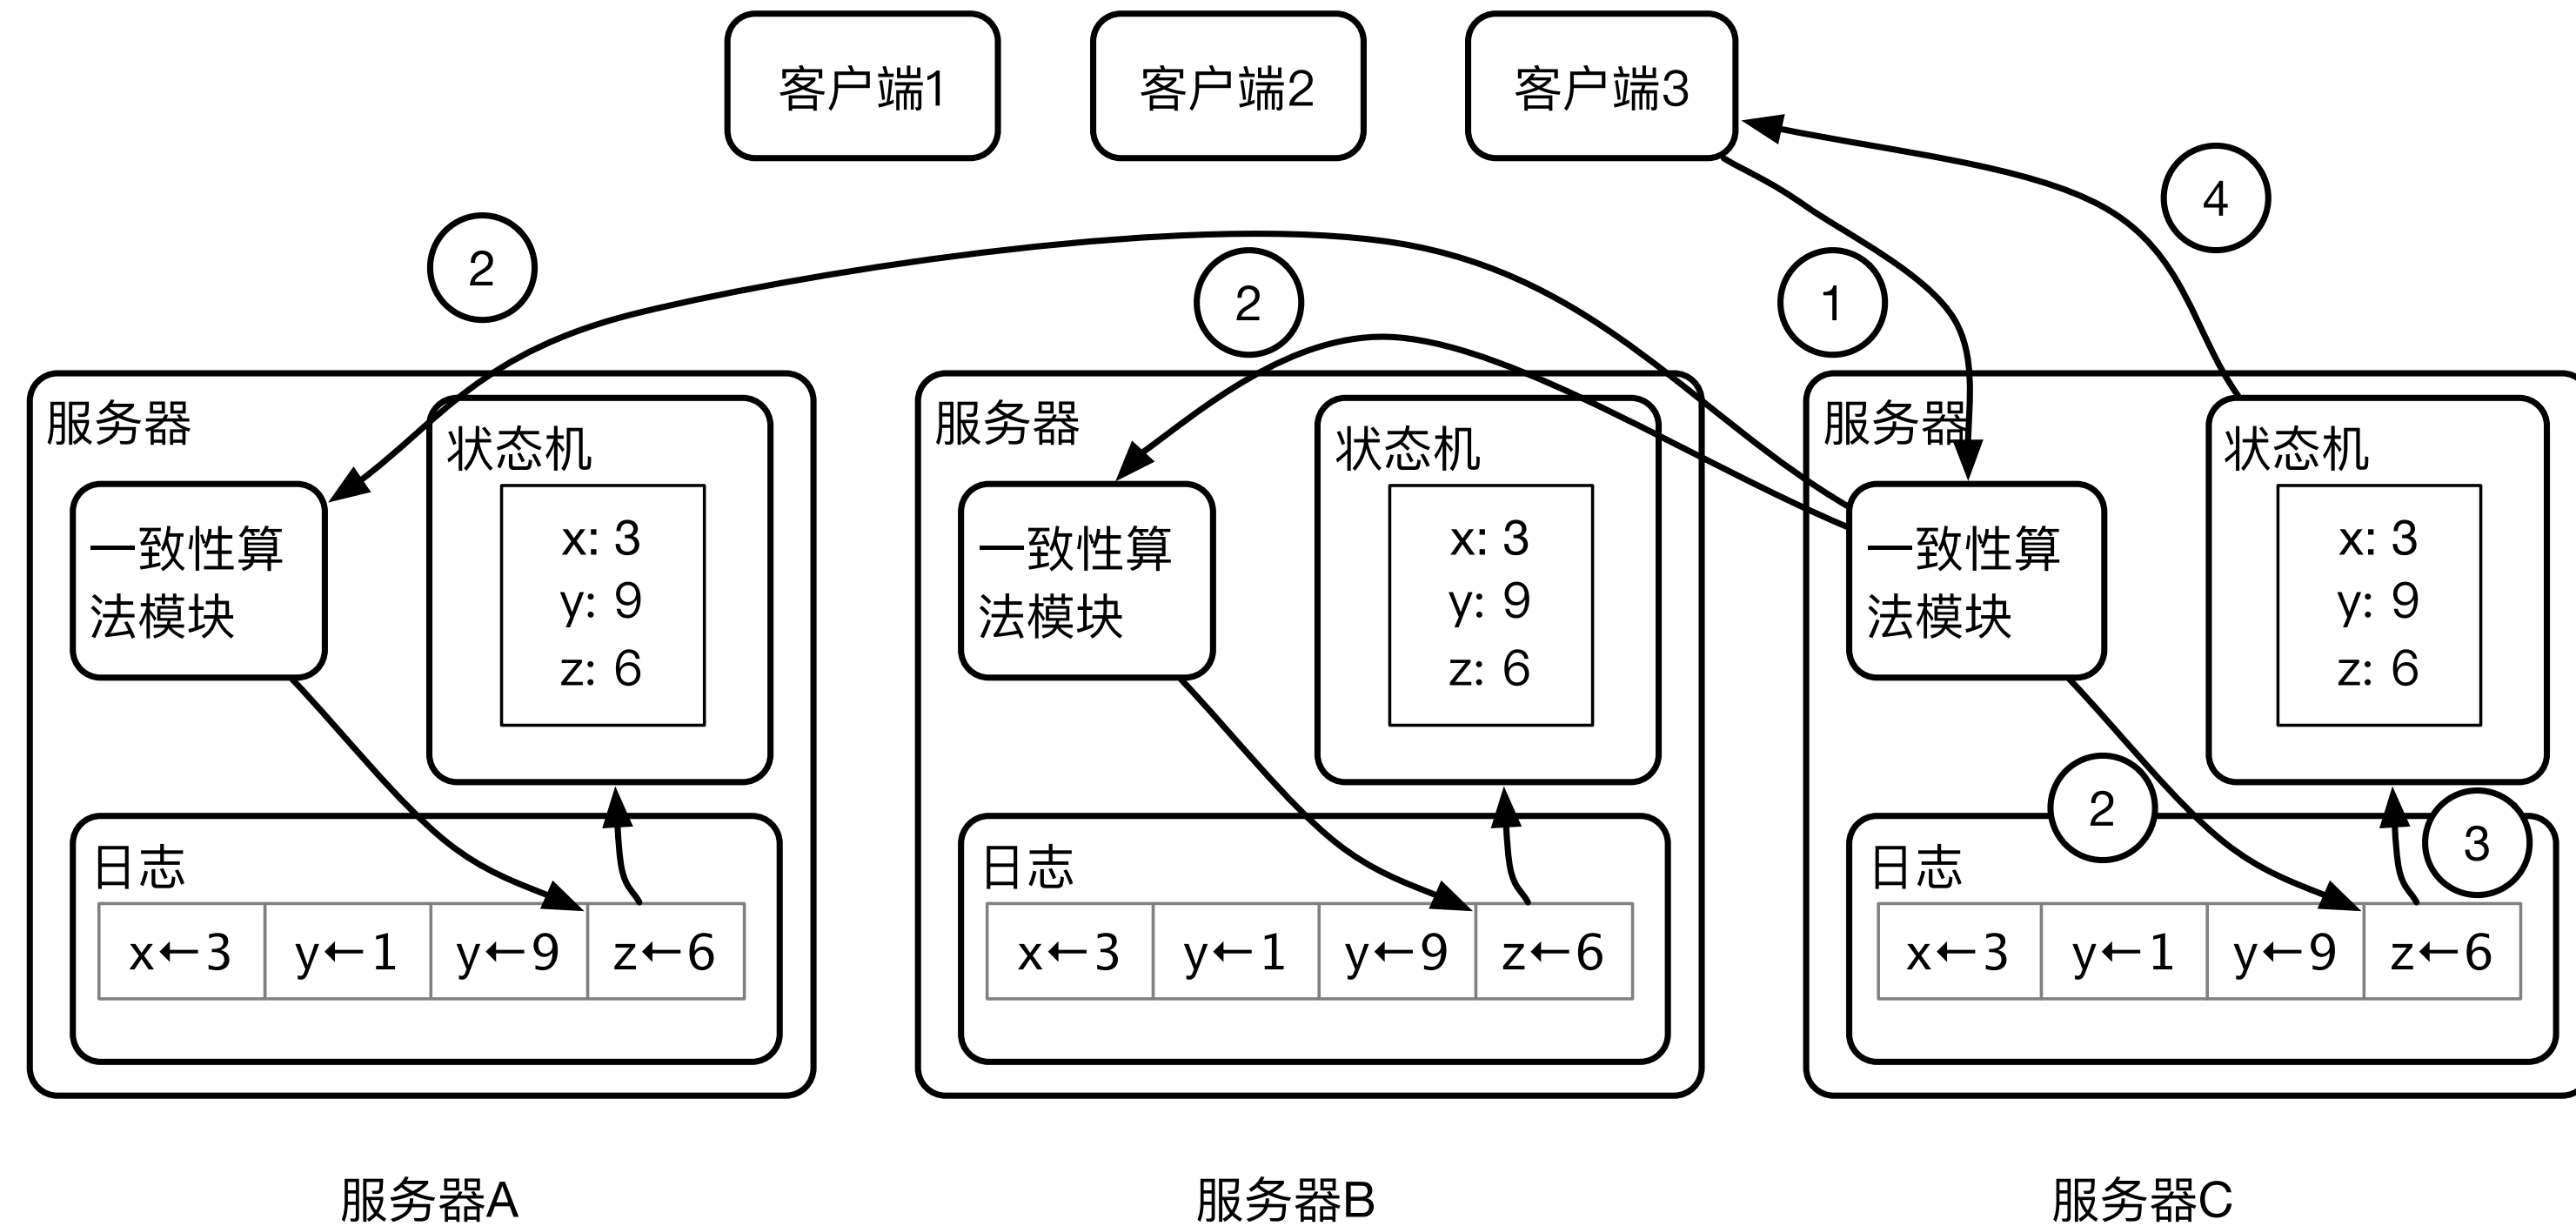 客户端1
客户端2
客户端3
4
2
2
1
服务器
状态机
一致性算
法模块
x: 3
y: 9
z: 6
日志
x←3
y←1
y←9
z←6
服务器
状态机
一致性算
法模块
x: 3
y: 9
z: 6
日志
x←3
y←1
y←9
z←6
服务器
状态机
一致性算
法模块
x: 3
y: 9
z: 6
2
3
日志
x←3
y←1
y←9
z←6
服务器A
服务器B
服务器C